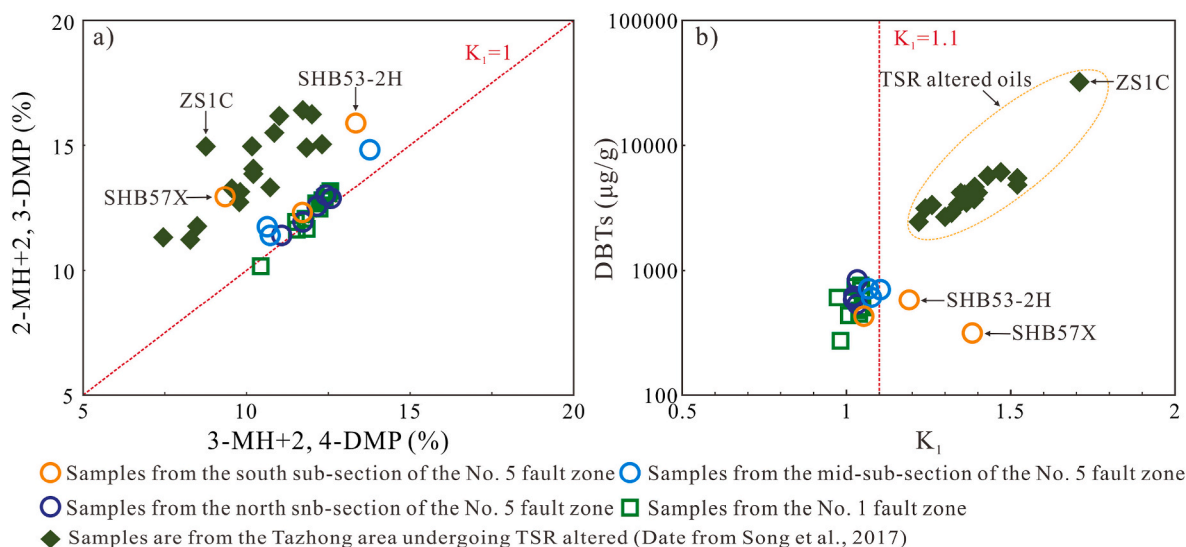 a)
K₁=1
SHB53-2H
ZS1C
SHB57X
20
15
10
5
5
10
15
20
2-MH+2, 3-DMP (%)
3-MH+2, 4-DMP (%)
b)
K₁=1.1
TSR altered oils
ZS1C
SHB53-2H
SHB57X
100000
10000
1000
100
0.5
1
1.5
2
DBTs (μg/g)
K₁
Samples from the south sub-section of the No. 5 fault zone
Samples from the mid-sub-section of the No. 5 fault zone
Samples from the north snb-section of the No. 5 fault zone
Samples from the No. 1 fault zone
Samples are from the Tazhong area undergoing TSR altered (Date from Song et al., 2017)